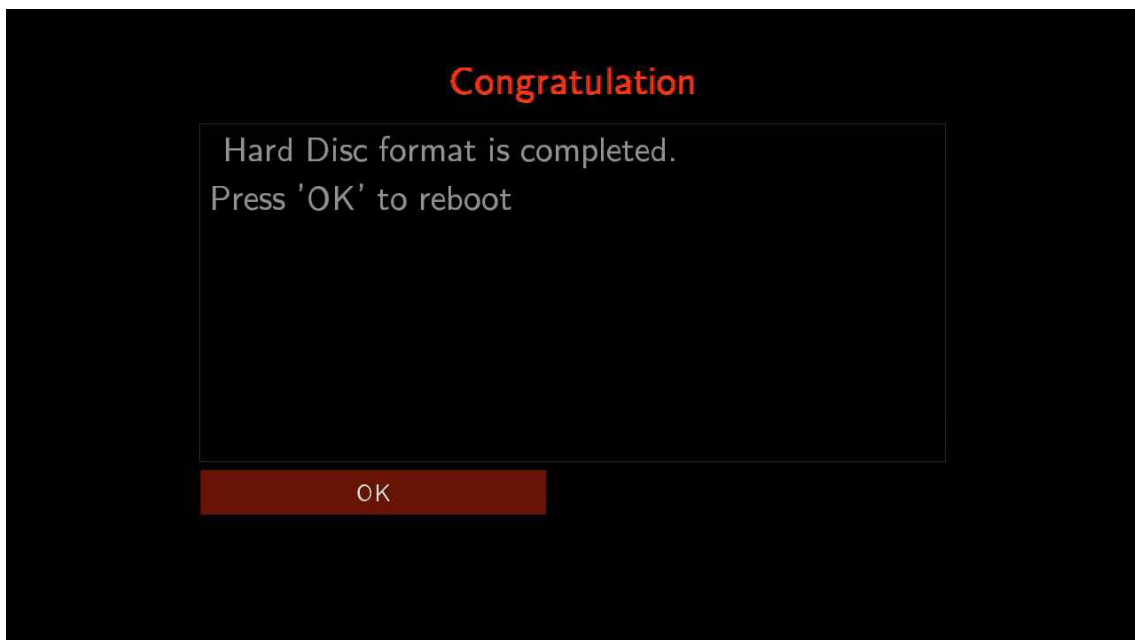 Congratulation
Hard Disc format is completed.
Press 'OK' to reboot
OK